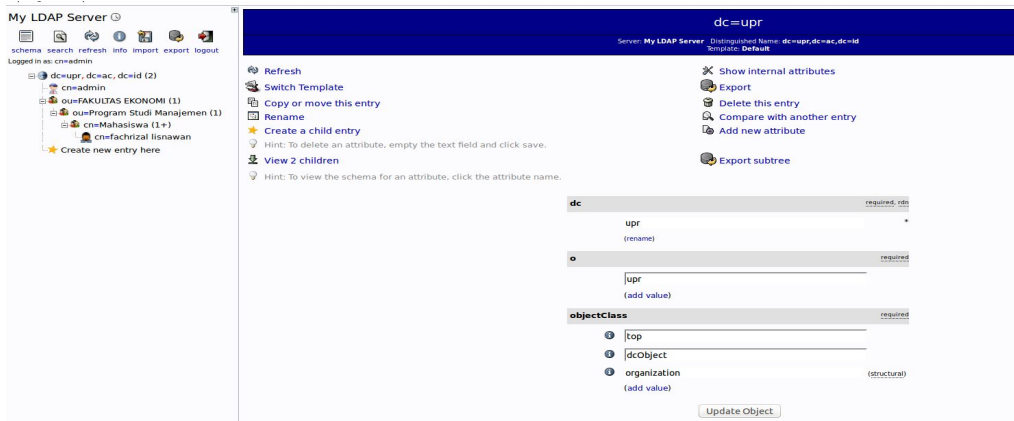 My LDAP Server
schema search refresh info import export logout
Logged in as: cn=admin
dc=upr, dc=ac, dc=id (2)
cn=admin
ou=FAKULTAS EKONOMI (1)
ou=Program Studi Manajemen (1)
cn=Mahasiswa (1+)
cn=fachrizal lisnawan
Create new entry here
dc=upr
Server: My LDAP Server Distinguished Name: dc=upr,dc=ac,dc=id
Template: Default
Refresh
Switch Template
Copy or move this entry
Rename
Create a child entry
Hint: To delete an attribute, empty the text field and click save.
View 2 children
Hint: To view the schema for an attribute, click the attribute name.
Show internal attributes
Export
Delete this entry
Compare with another entry
Add new attribute
Export subtree
dc required, rdn
upr *
(rename)
o required
upr
(add value)
objectClass required
top
dcObject
organization (structural)
(add value)
Update Object